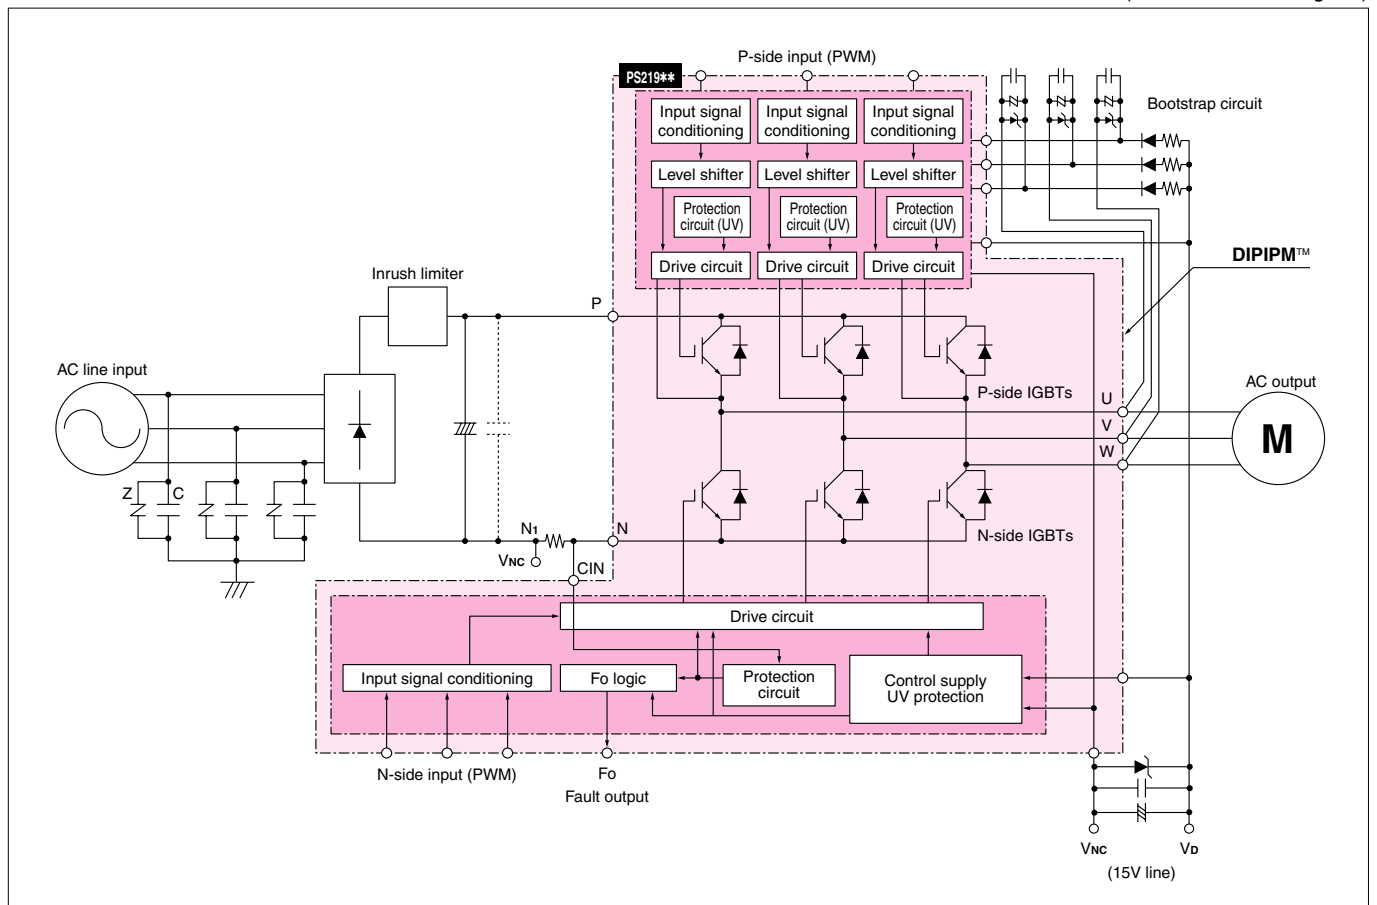 P-side input (PWM)
PS219**
Bootstrap circuit
Input signal
conditioning
Input signal
conditioning
Input signal
conditioning
Level shifter
Level shifter
Level shifter
Protection
circuit (UV)
Protection
circuit (UV)
Protection
circuit (UV)
Drive circuit
Drive circuit
Drive circuit
DIPIPM™
Inrush limiter
P
AC line input
P-side IGBTs
U
V
W
AC output
M
Z
C
N1
N
VNC
CIN
N-side IGBTs
Drive circuit
Input signal conditioning
Fo logic
Protection
circuit
Control supply
UV protection
N-side input (PWM)
Fo
Fault output
VNC
VD
(15V line)